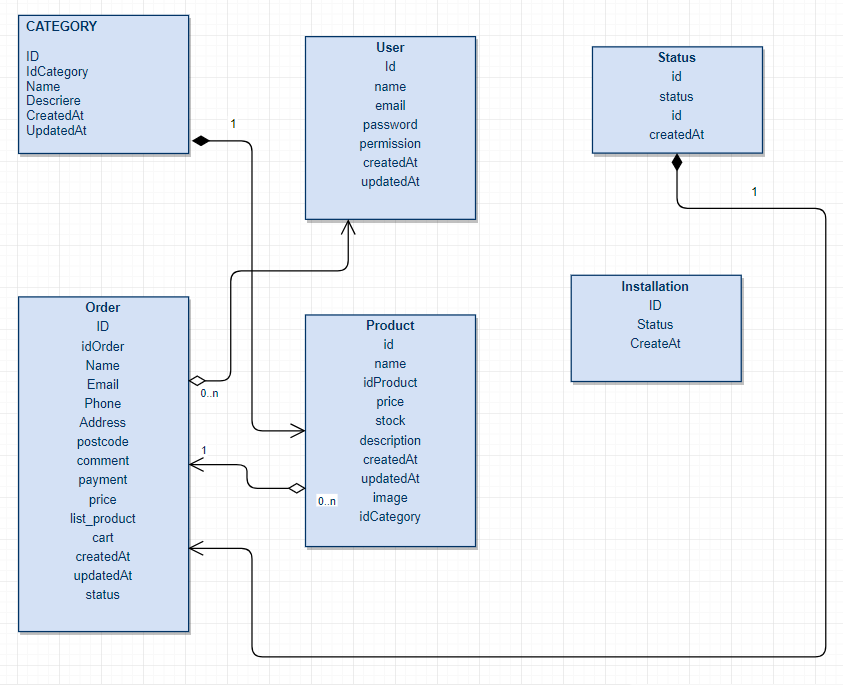 CATEGORY
ID
IdCategory
Name
Descriere
CreatedAt
UpdatedAt
1
User
Id
name
email
password
permission
createdAt
updatedAt
Status
id
status
id
createdAt
1
Installation
ID
Status
CreateAt
Order
ID
idOrder
Name
Email
Phone
Address
postcode
comment
payment
price
list_product
cart
createdAt
updatedAt
status
0..n
1
0..n
Product
id
name
idProduct
price
stock
description
createdAt
updatedAt
image
idCategory